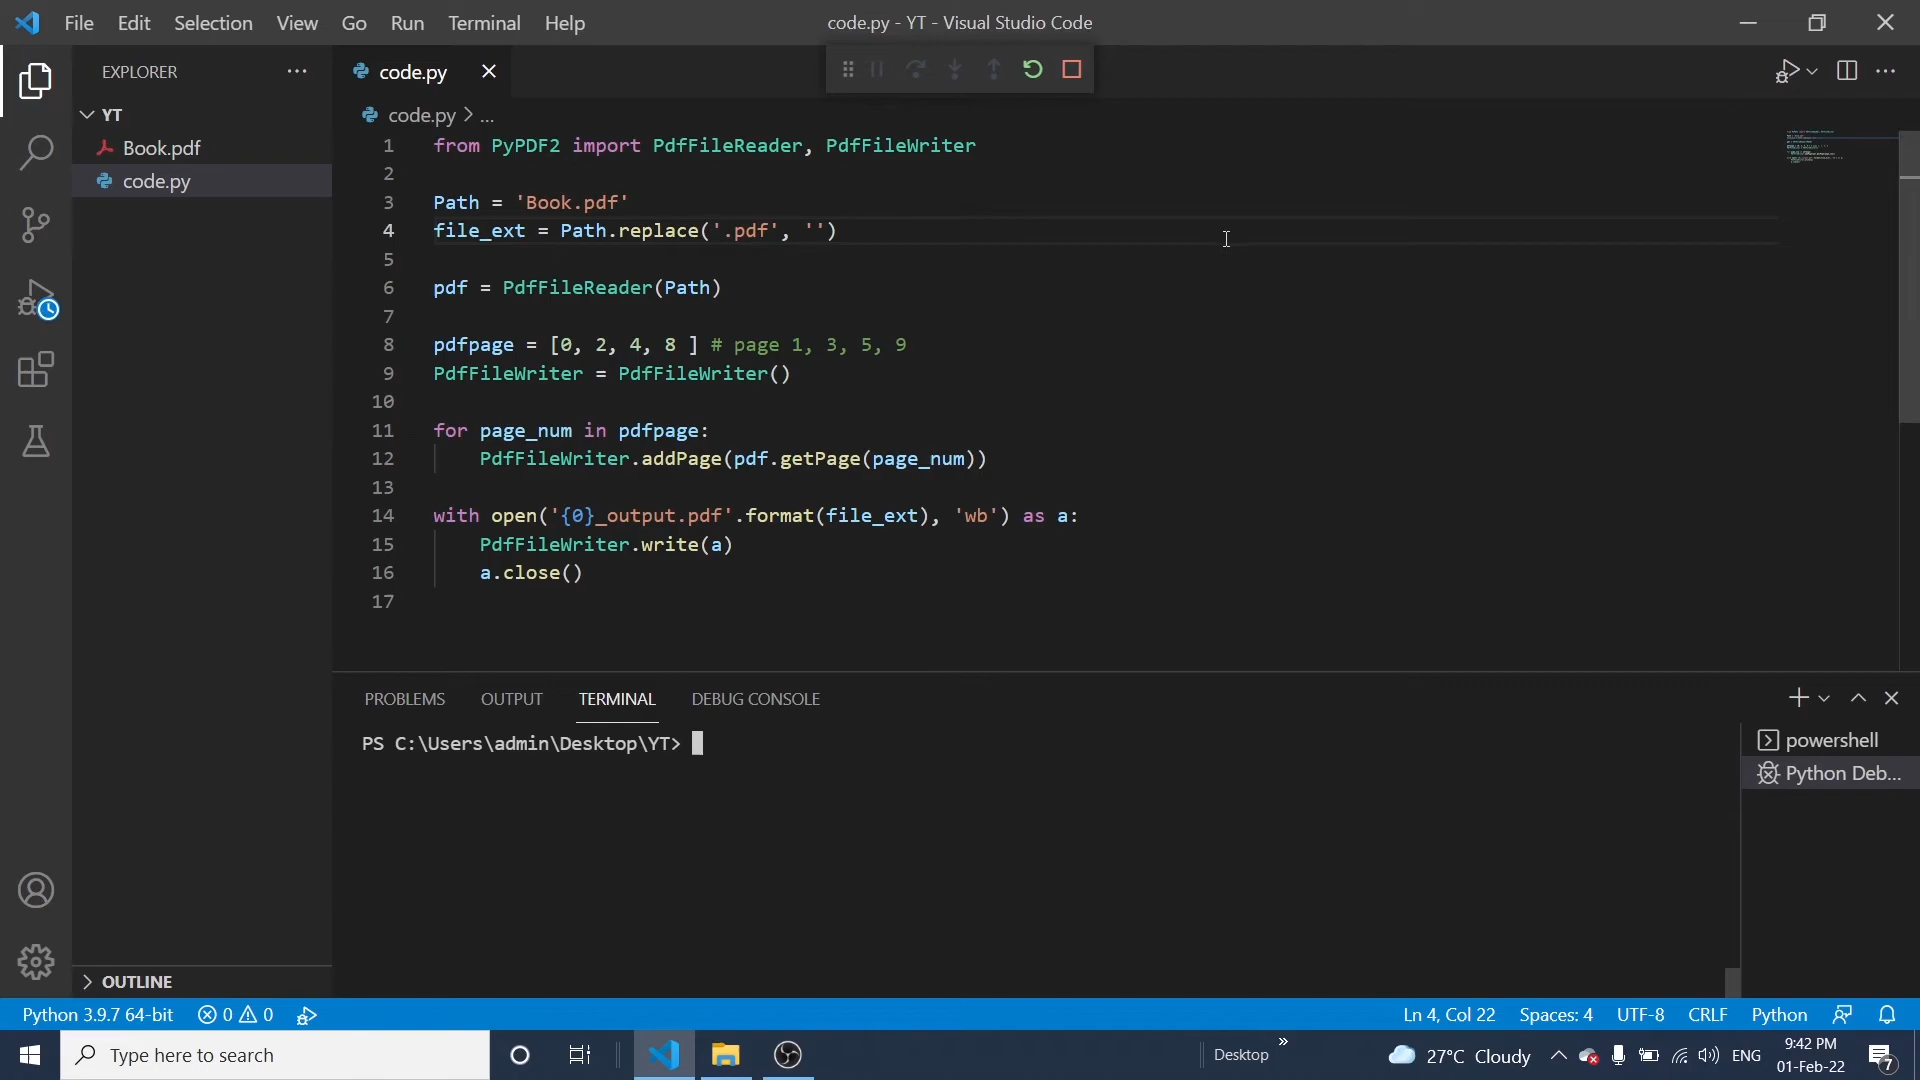 File Edit Selection View Go Run Terminal Help
code.py - YT - Visual Studio Code
EXPLORER
code.py
YT
Book.pdf
code.py
code.py > ...
1 from PyPDF2 import PdfFileReader, PdfFileWriter
2
3 Path = 'Book.pdf'
4 file_ext = Path.replace('.pdf', '')
5
6 pdf = PdfFileReader(Path)
7
8 pdfpage = [0, 2, 4, 8 ] # page 1, 3, 5, 9
9 PdfFileWriter = PdfFileWriter()
10
11 for page_num in pdfpage:
12 PdfFileWriter.addPage(pdf.getPage(page_num))
13
14 with open('{0}_output.pdf'.format(file_ext), 'wb') as a:
15 PdfFileWriter.write(a)
16 a.close()
17
PROBLEMS OUTPUT TERMINAL DEBUG CONSOLE
PS C:\Users\admin\Desktop\YT>
powershell
Python Deb...
OUTLINE
Python 3.9.7 64-bit 0 0
Ln 4, Col 22 Spaces: 4 UTF-8 CRLF Python
Type here to search
Desktop »
27°C Cloudy
ENG
9:42 PM
01-Feb-22
7